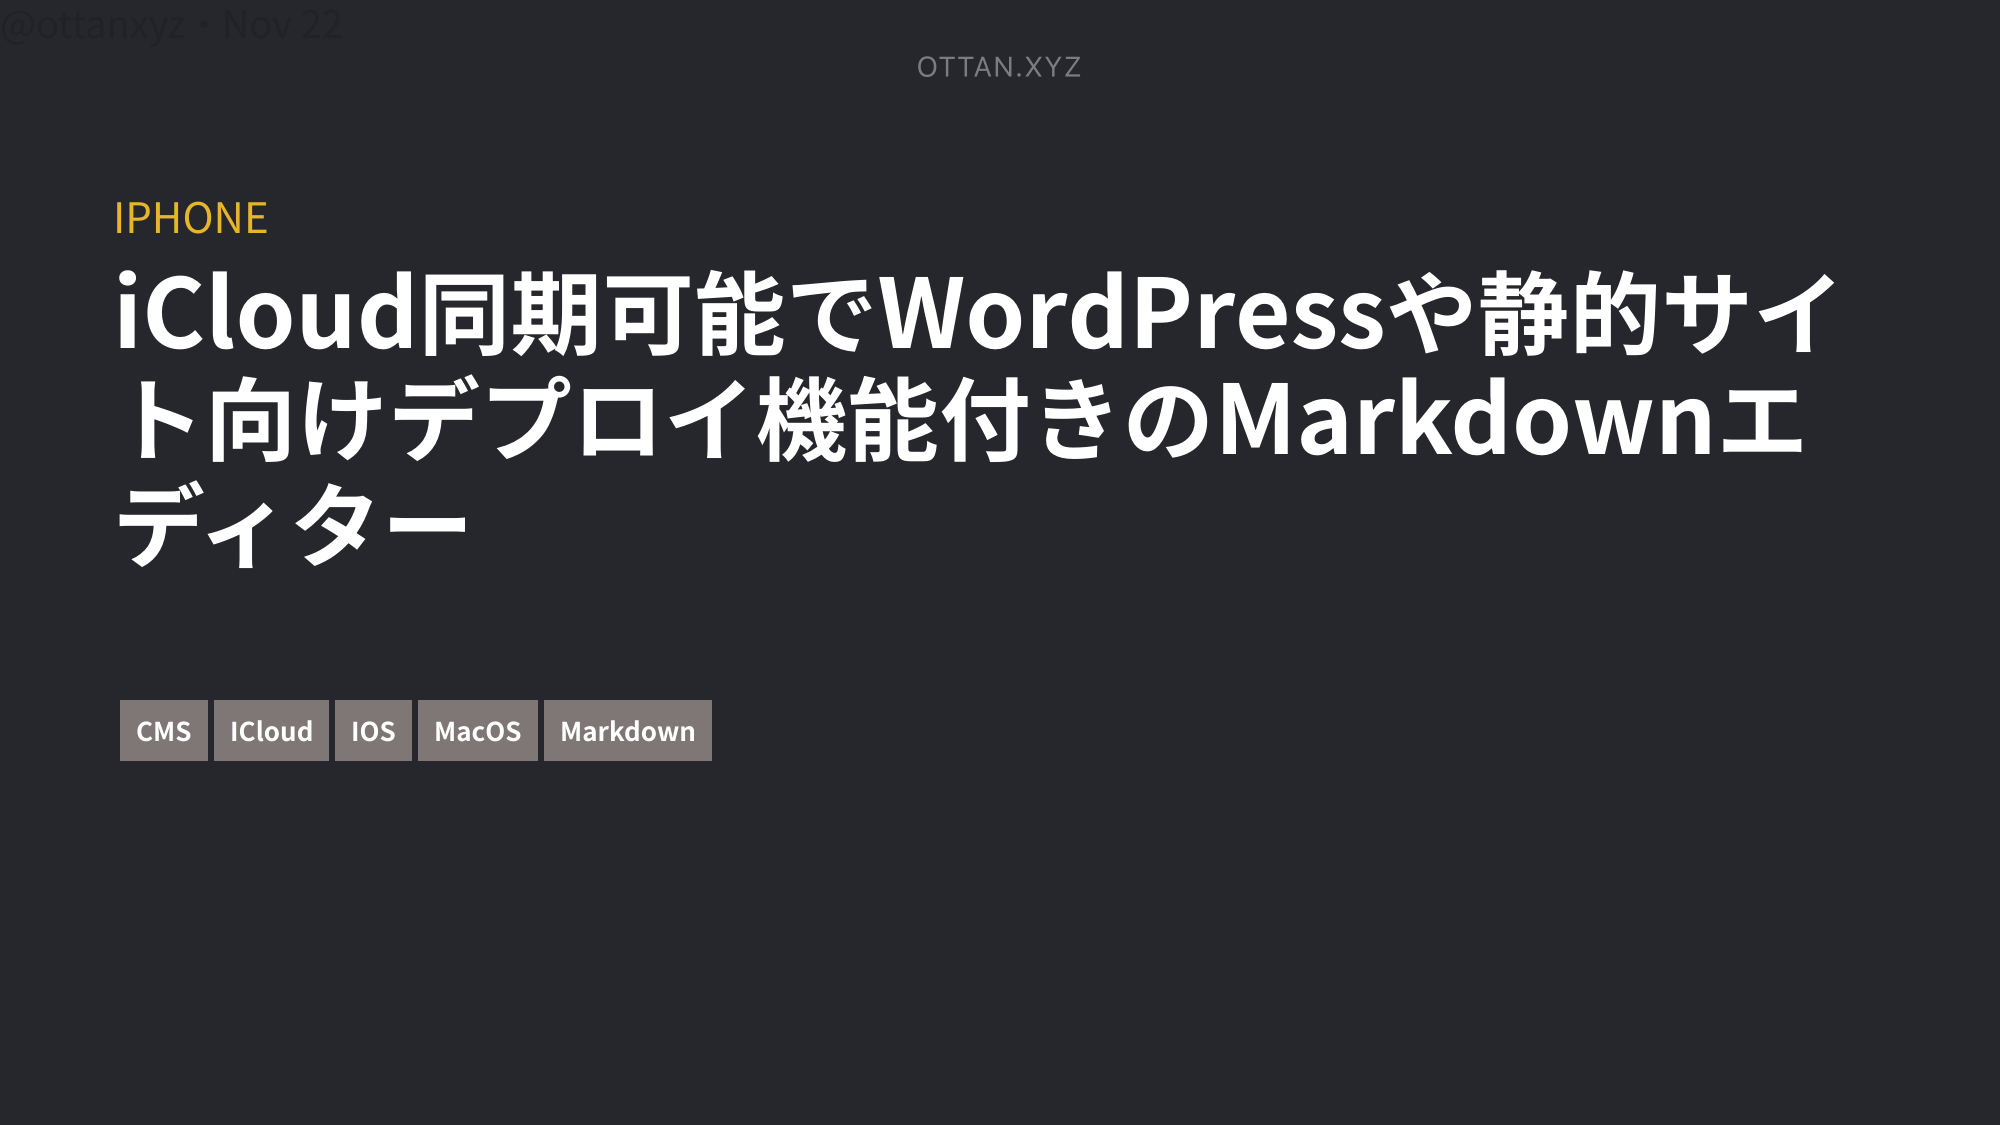 @ottanxyz・Nov 22
OTTAN.XYZ
IPHONE
iCloud同期可能でWordPressや静的サイ
ト向けデプロイ機能付きのMarkdownエ
ディター
CMS ICloud IOS MacOS Markdown